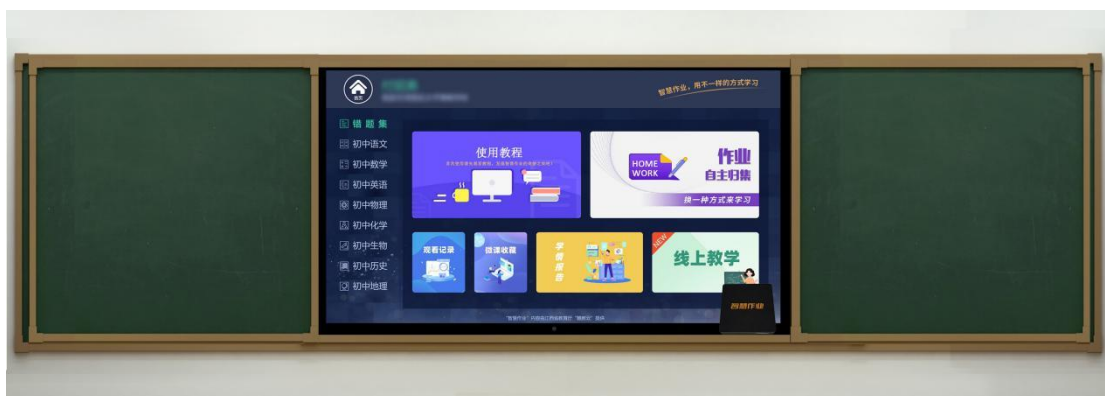 首页
智慧作业，用不一样的方式学习
错题集
初中语文
初中数学
初中英语
初中物理
初中化学
初中生物
初中历史
初中地理
使用教程
HOME
WORK
作业
自主归集
换一种方式来学习
观看记录
微课收藏
学情报告
NEW
线上教学
智慧作业